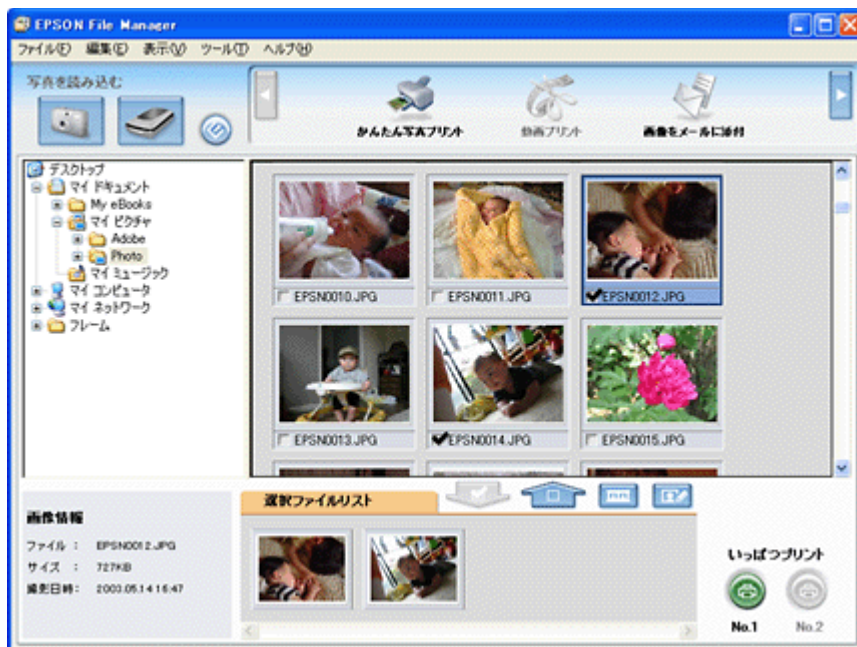 EPSON File Manager
ファイル(F) 編集(E) 表示(V) ツール(T) ヘルプ(H)
写真を読み込む
かんたん写真プリント 動画プリント 画像をメールに添付
デスクトップ
マイ ドキュメント
My eBooks
マイ ピクチャ
Adobe
Photo
マイ ミュージック
マイ コンピュータ
マイ ネットワーク
フレーム
EPSN0010.JPG EPSN0011.JPG EPSN0012.JPG
EPSN0013.JPG EPSN0014.JPG EPSN0015.JPG
選択ファイルリスト
画像情報
ファイル : EPSN0012.JPG
サイズ : 727KB
撮影日時: 2003.05.14 16:47
いっぱつプリント
No.1 No.2